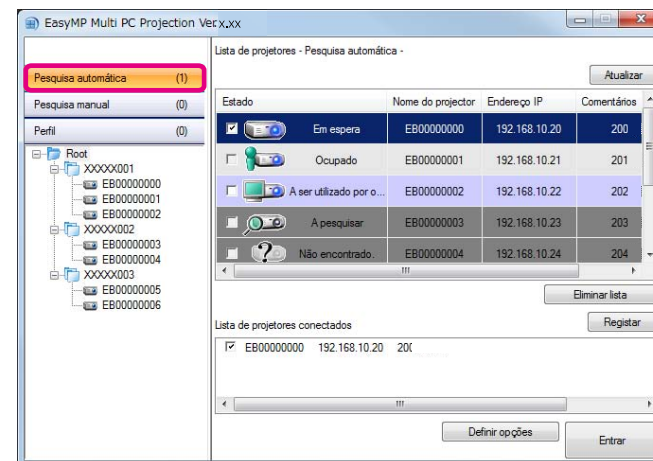 EasyMP Multi PC Projection Ver.x.xx
Lista de projetores - Pesquisa automática -
Pesquisa automática (1)
Atualizar
Pesquisa manual (0)
Perfil (0)
Root
XXXXX001
EB00000000
EB00000001
EB00000002
XXXXX002
EB00000003
EB00000004
XXXXX003
EB00000005
EB00000006
Estado Nome do projector Endereço IP Comentários
Em espera EB00000000 192.168.10.20 200
Ocupado EB00000001 192.168.10.21 201
A ser utilizado por o... EB00000002 192.168.10.22 202
A pesquisar EB00000003 192.168.10.23 203
Não encontrado. EB00000004 192.168.10.24 204
Eliminar lista
Lista de projetores conectados
Registar
EB00000000 192.168.10.20 200
Definir opções
Entrar